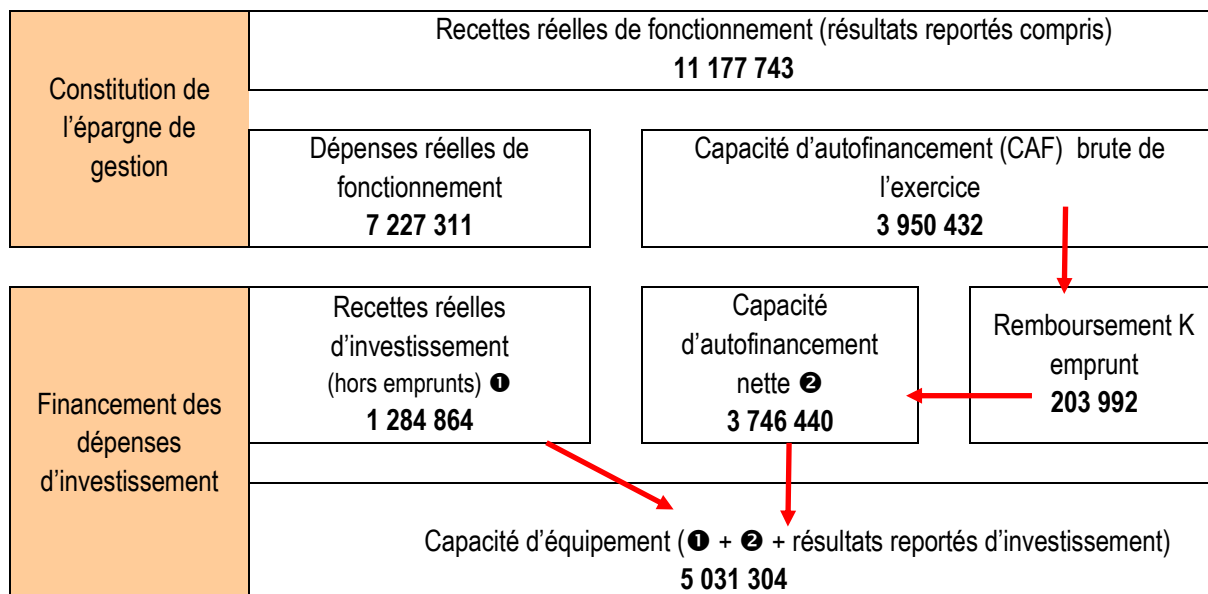 Constitution de
l’épargne de
gestion
Recettes réelles de fonctionnement (résultats reportés compris)
11 177 743
Dépenses réelles de
fonctionnement
7 227 311
Capacité d’autofinancement (CAF) brute de
l’exercice
3 950 432
Financement des
dépenses
d’investissement
Recettes réelles
d’investissement
(hors emprunts) ❶
1 284 864
Capacité
d’autofinancement
nette ❷
3 746 440
Remboursement K
emprunt
203 992
Capacité d’équipement (❶ + ❷ + résultats reportés d’investissement)
5 031 304